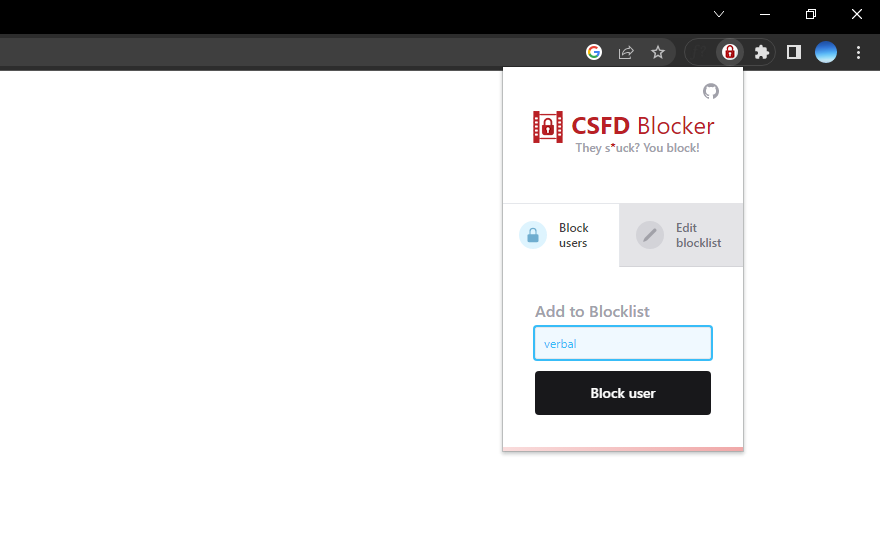 CSFD Blocker
They s*uck? You block!
Block
users
Edit
blocklist
Add to Blocklist
verbal
Block user